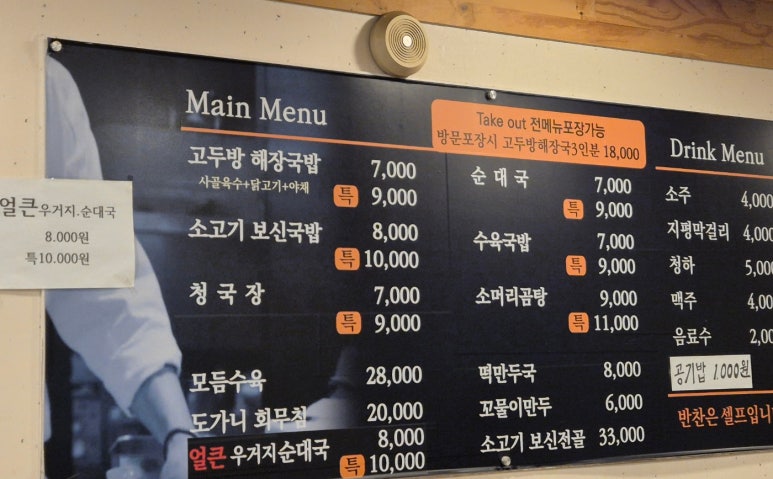 Main Menu
Take out 전메뉴포장가능
방문포장시 고두방해장국3인분 18,000
고두방 해장국밥 7,000
사골육수+닭고기+야채
특 9,000
소고기 보신국밥 8,000
특 10,000
청국장 7,000
특 9,000
모듬수육 28,000
도가니 회무침 20,000
얼큰 우거지순대국 8,000
특 10,000
순대국 7,000
특 9,000
수육국밥 7,000
특 9,000
소머리곰탕 9,000
특 11,000
떡만두국 8,000
꼬물이만두 6,000
소고기 보신전골 33,000
Drink Menu
소주 4,000
지평막걸리 4,000
청하 5,00
맥주 4,00
음료수 2,00
공기밥 1000원
반찬은 셀프입니
얼큰우거지.순대국
8.000원
특10.000원